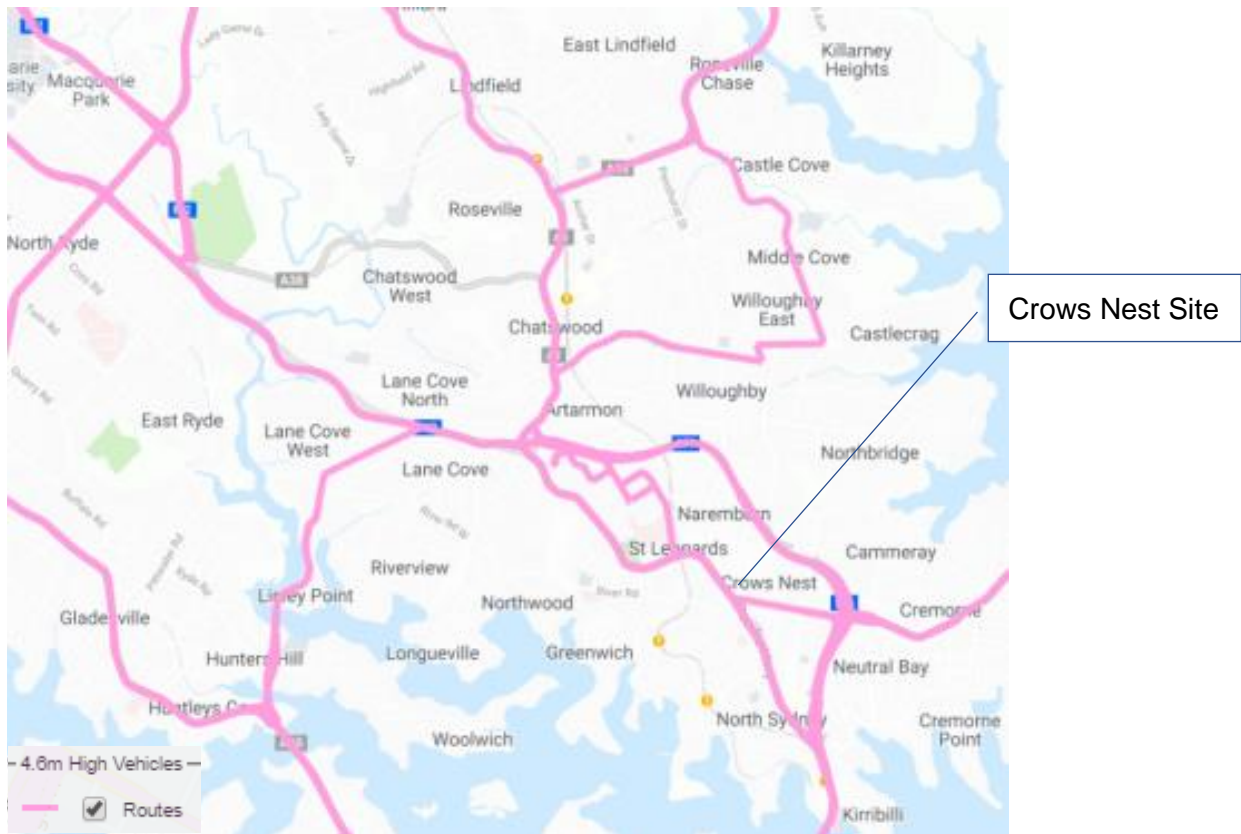 East Lindfield
Killarney
Heights
Roseville
Chase
Macquarie
Park
Lindfield
Castle Cove
Roseville
North Ryde
Middle Cove
Chatswood
West
Willoughby
East
Crows Nest Site
Chatswood
Castlecrag
Lane Cove
North
Willoughby
Artarmon
East Ryde
Lane Cove
West
Northbridge
Lane Cove
Naremburn
St Leonards
Cammeray
Riverview
Crows Nest
Linley Point
Northwood
River Rd
Cremorne
Gladesville
Hunters Hill
Longueville
Greenwich
Neutral Bay
North Sydney
Cremorne
Point
Woolwich
4.6m High Vehicles
Routes
Kirribilli